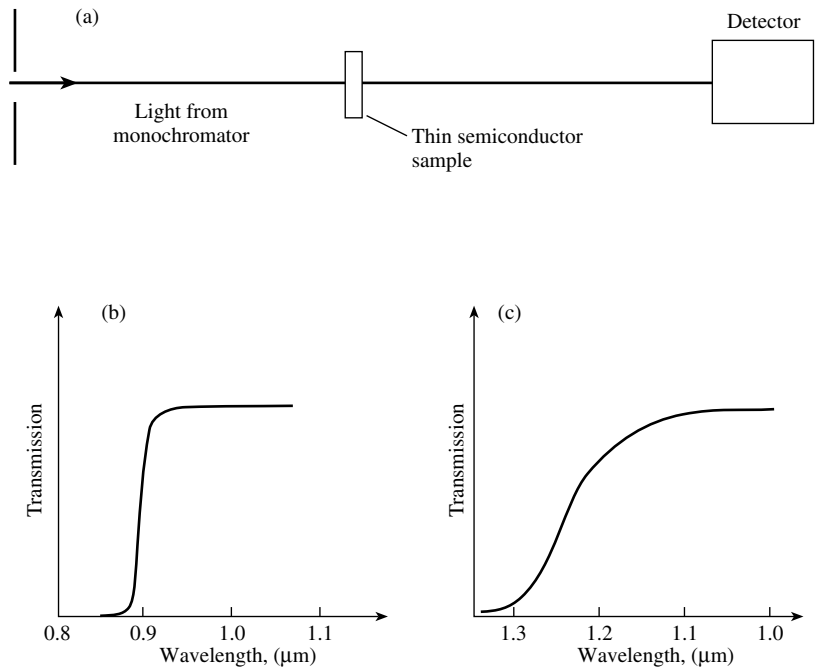 (a)
Detector
Light from
monochromator
Thin semiconductor
sample
(b)
Transmission
0.8 0.9 1.0 1.1
Wavelength, (μm)
(c)
Transmission
1.3 1.2 1.1 1.0
Wavelength, (μm)